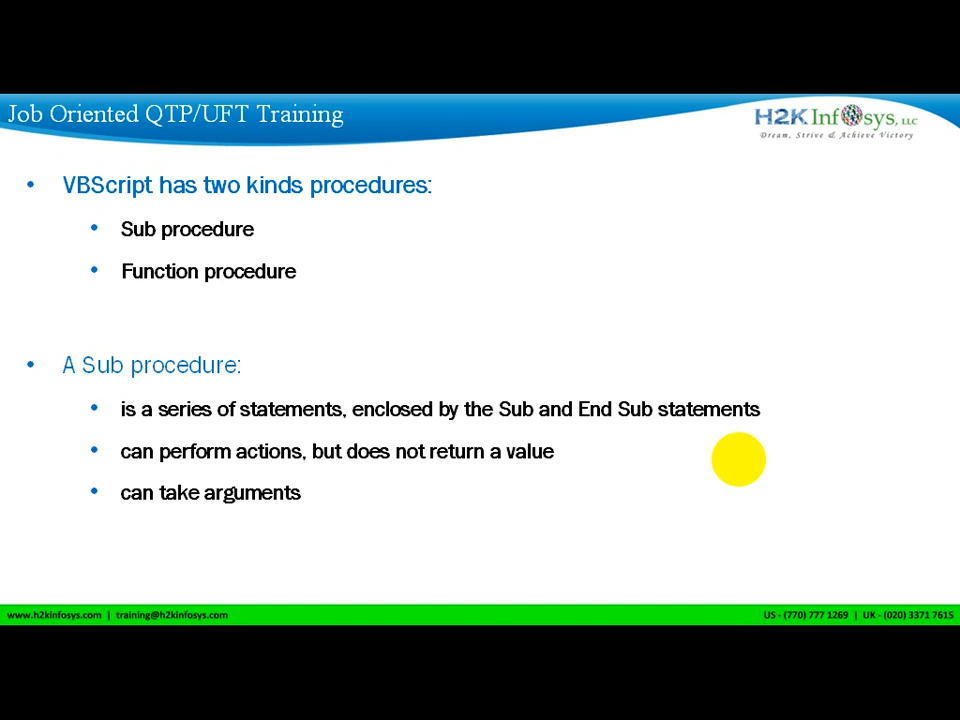 Job Oriented QTP/UFT Training
H2K Infosys, LLC
Dream, Strive & Achieve Victory
• VBScript has two kinds procedures:
• Sub procedure
• Function procedure
• A Sub procedure:
• is a series of statements, enclosed by the Sub and End Sub statements
• can perform actions, but does not return a value
• can take arguments
www.h2kinfosys.com | training@h2kinfosys.com
US - (770) 777 1269 | UK - (020) 3371 7615